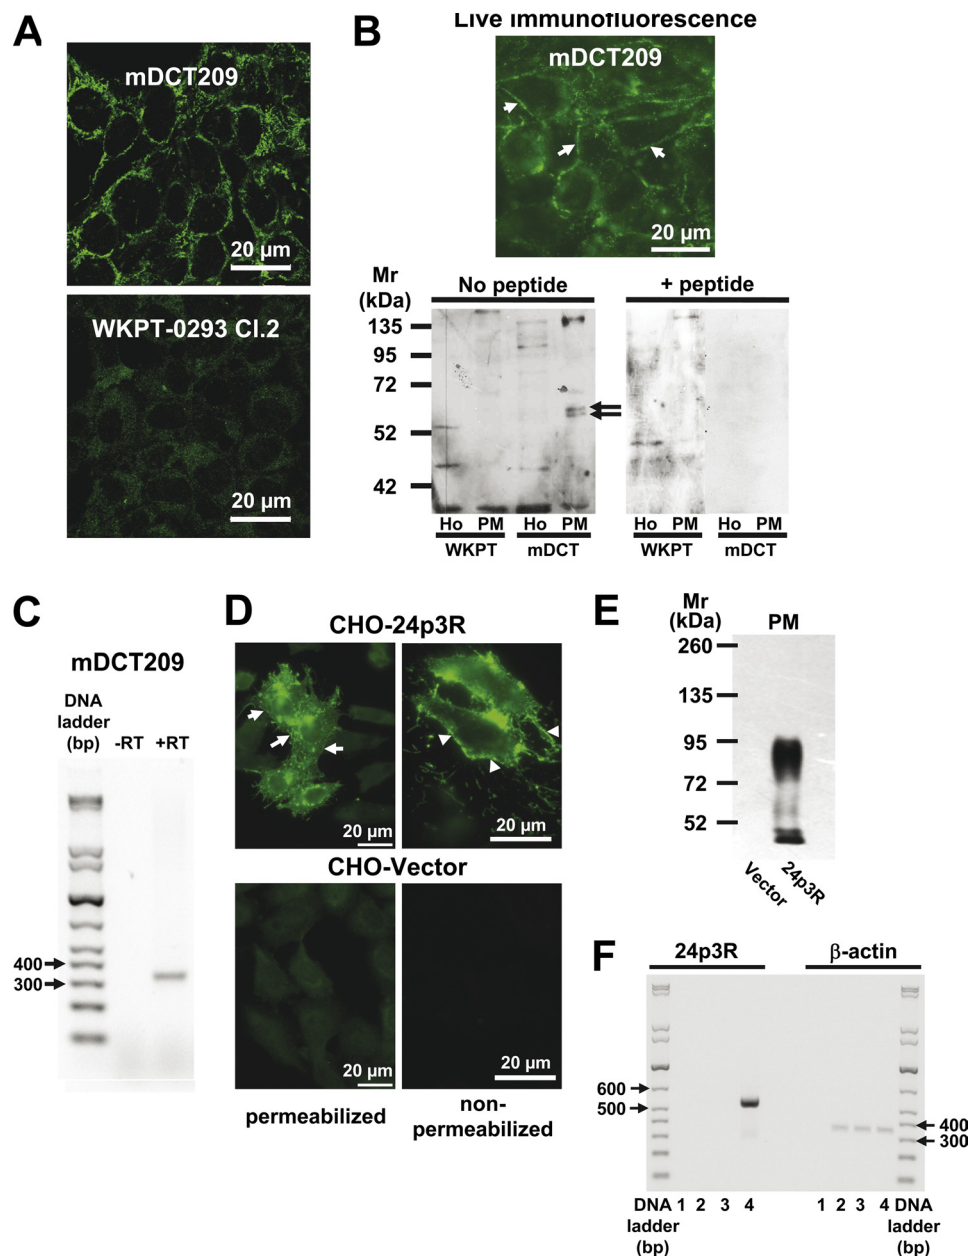 A
mDCT209
20 µm
WKPT-0293 Cl.2
20 µm
B
Live immunofluorescence
mDCT209
20 µm
Mr
(kDa)
No peptide
+ peptide
135
95
72
52
42
Ho PM Ho PM
WKPT mDCT
Ho PM Ho PM
WKPT mDCT
C
mDCT209
DNA
ladder
(bp)
-RT +RT
400
300
D
CHO-24p3R
20 µm
20 µm
CHO-Vector
20 µm
20 µm
permeabilized
non-
permeabilized
E
Mr
(kDa)
PM
260
135
95
72
52
Vector
24p3R
F
24p3R
β-actin
600
500
400
300
DNA
ladder
(bp)
1 2 3 4
1 2 3 4
DNA
ladder
(bp)